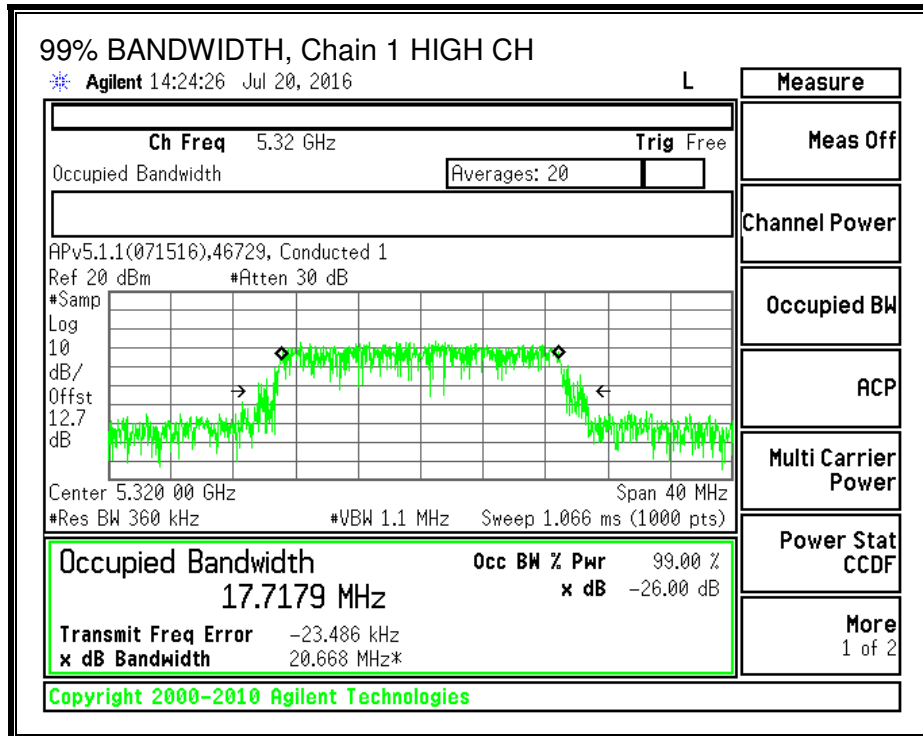 99% BANDWIDTH, Chain 1 HIGH CH
Agilent 14:24:26 Jul 20, 2016 L
Measure
Ch Freq 5.32 GHz Trig Free
Occupied Bandwidth Averages: 20
APv5.1.1(071516),46729, Conducted 1
Ref 20 dBm #Atten 30 dB
#Samp
Log
10
dB/
Offst
12.7
dB
Center 5.320 00 GHz Span 40 MHz
#Res BW 360 kHz #VBW 1.1 MHz Sweep 1.066 ms (1000 pts)
Occupied Bandwidth Occ BW % Pwr 99.00 %
17.7179 MHz x dB -26.00 dB
Transmit Freq Error -23.486 kHz
x dB Bandwidth 20.668 MHz*
Copyright 2000-2010 Agilent Technologies
Meas Off
Channel Power
Occupied BW
ACP
Multi Carrier
Power
Power Stat
CCDF
More
1 of 2